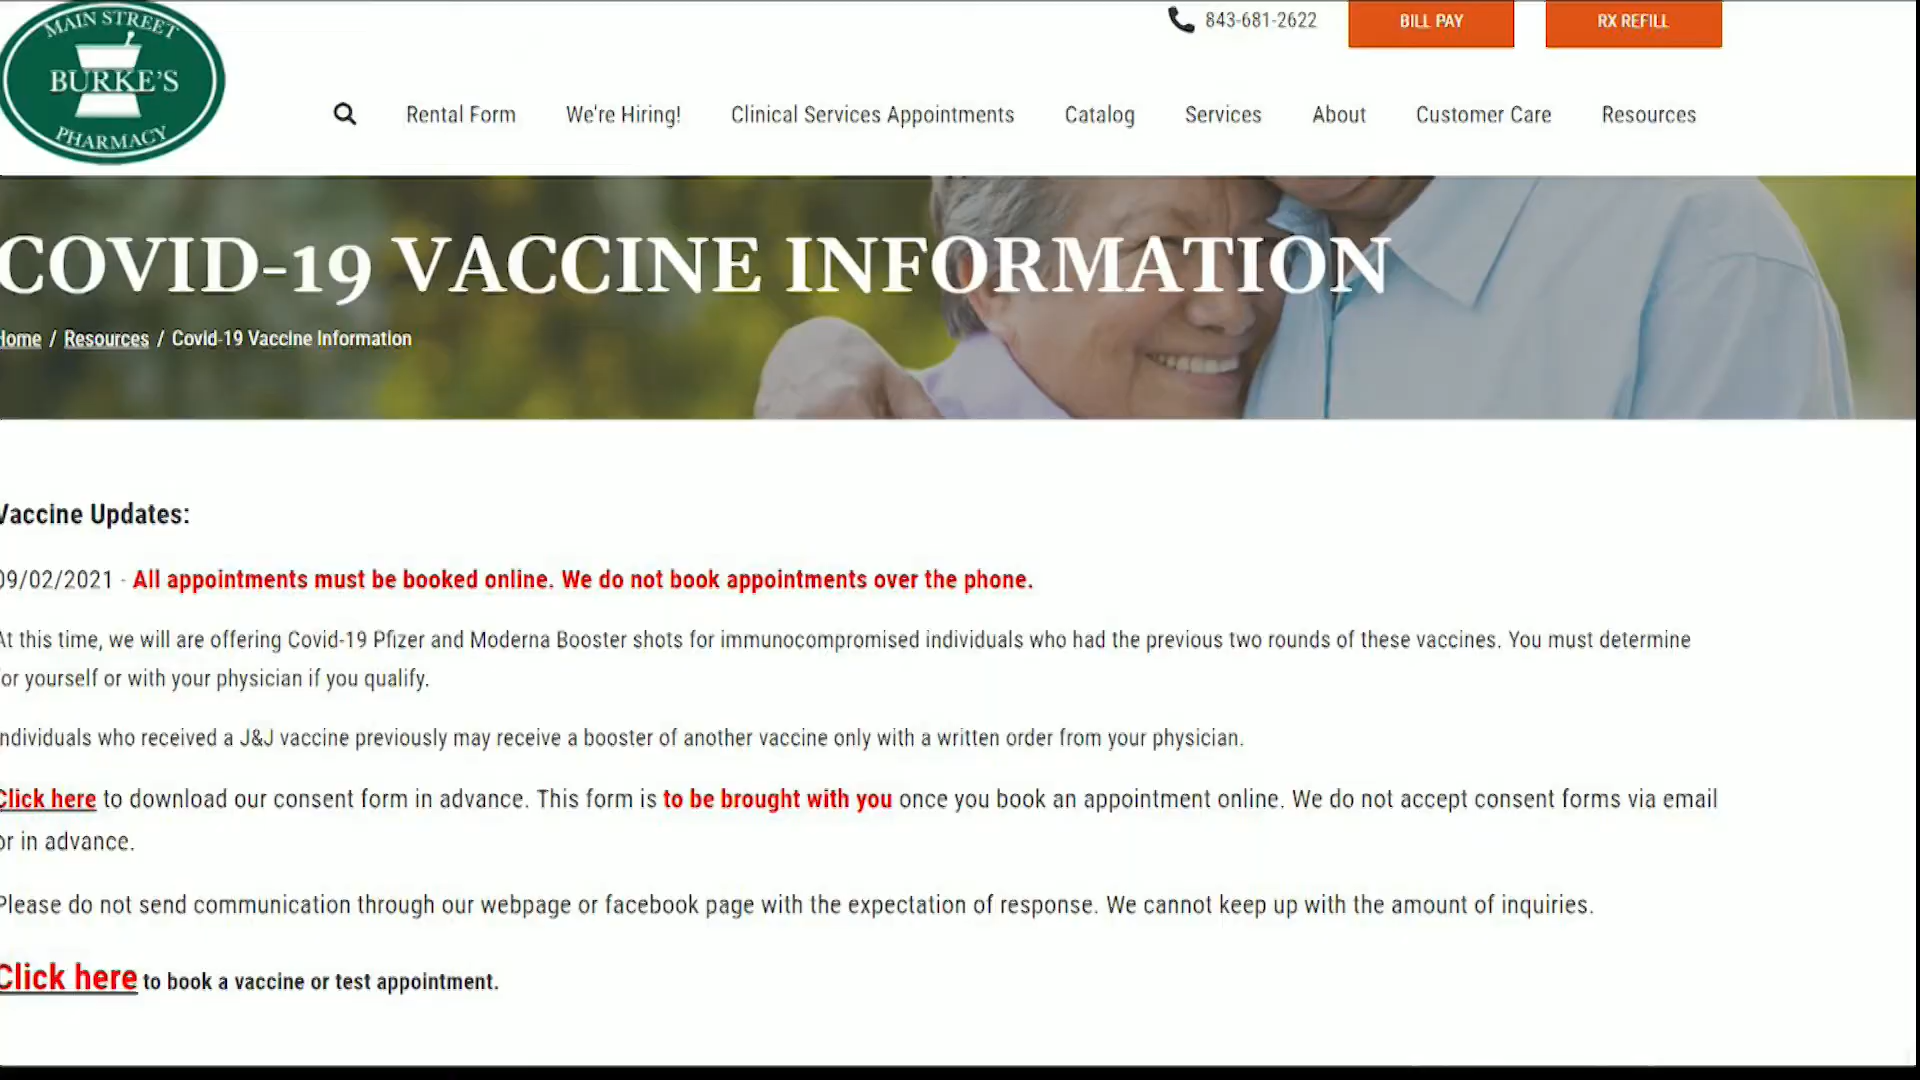 MAIN STREET
BURKE'S
PHARMACY
843-681-2622
BILL PAY
RX REFILL
Rental Form
We're Hiring!
Clinical Services Appointments
Catalog
Services
About
Customer Care
Resources
COVID-19 VACCINE INFORMATION
Home / Resources / Covid-19 Vaccine Information
Vaccine Updates:
09/02/2021 - All appointments must be booked online. We do not book appointments over the phone.
At this time, we will are offering Covid-19 Pfizer and Moderna Booster shots for immunocompromised individuals who had the previous two rounds of these vaccines. You must determine
for yourself or with your physician if you qualify.
Individuals who received a J&J vaccine previously may receive a booster of another vaccine only with a written order from your physician.
Click here to download our consent form in advance. This form is to be brought with you once you book an appointment online. We do not accept consent forms via email
or in advance.
Please do not send communication through our webpage or facebook page with the expectation of response. We cannot keep up with the amount of inquiries.
Click here to book a vaccine or test appointment.